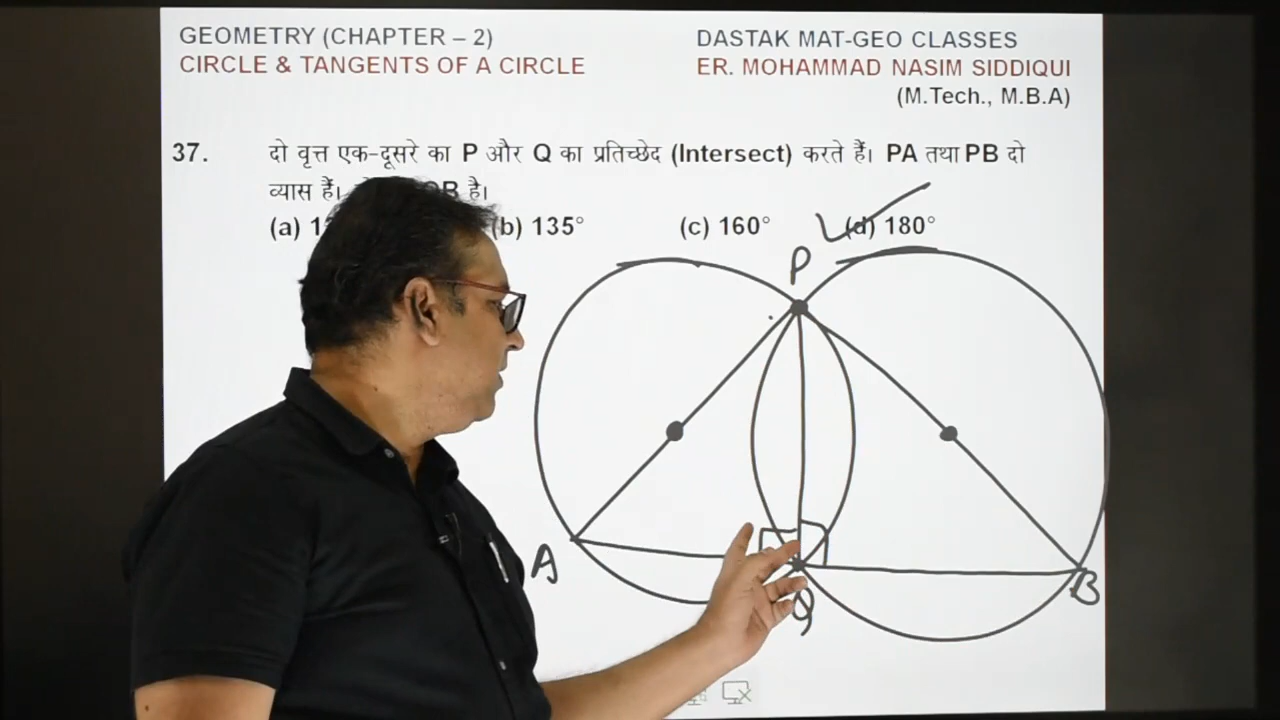 GEOMETRY (CHAPTER – 2)
CIRCLE & TANGENTS OF A CIRCLE
DASTAK MAT-GEO CLASSES
ER. MOHAMMAD NASIM SIDDIQUI
(M.Tech., M.B.A)
37. दो वृत्त एक-दूसरे का P और Q का प्रतिच्छेद (Intersect) करते हैं। PA तथा PB दो
व्यास हैं। है।
(a) (b) 135° (c) 160° (d) 180°
P
A
Q
B